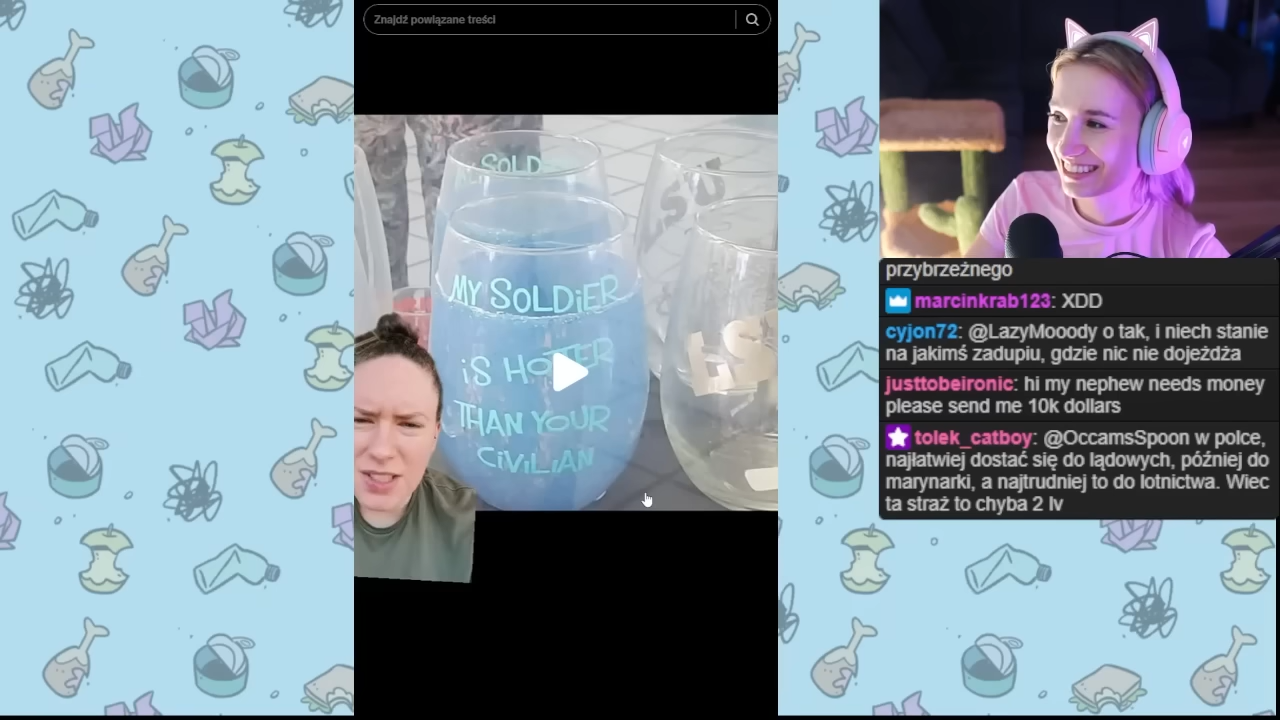 Znajdź powiązane treści
MY SOLD
SU
MY SOLDiER
iS HOTTER
THAN YOUR
CiViLiAN
przybrzeżnego
marcinkrab123: XDD
cyjon72: @LazyMooody o tak, i niech stanie
na jakimś zadupiu, gdzie nic nie dojeżdża
justtobeironic: hi my nephew needs money
please send me 10k dollars
tolek_catboy: @OccamsSpoon w polce,
najłatwiej dostać się do lądowych, później do
marynarki, a najtrudniej to do lotnictwa. Wiec
ta straż to chyba 2 lv